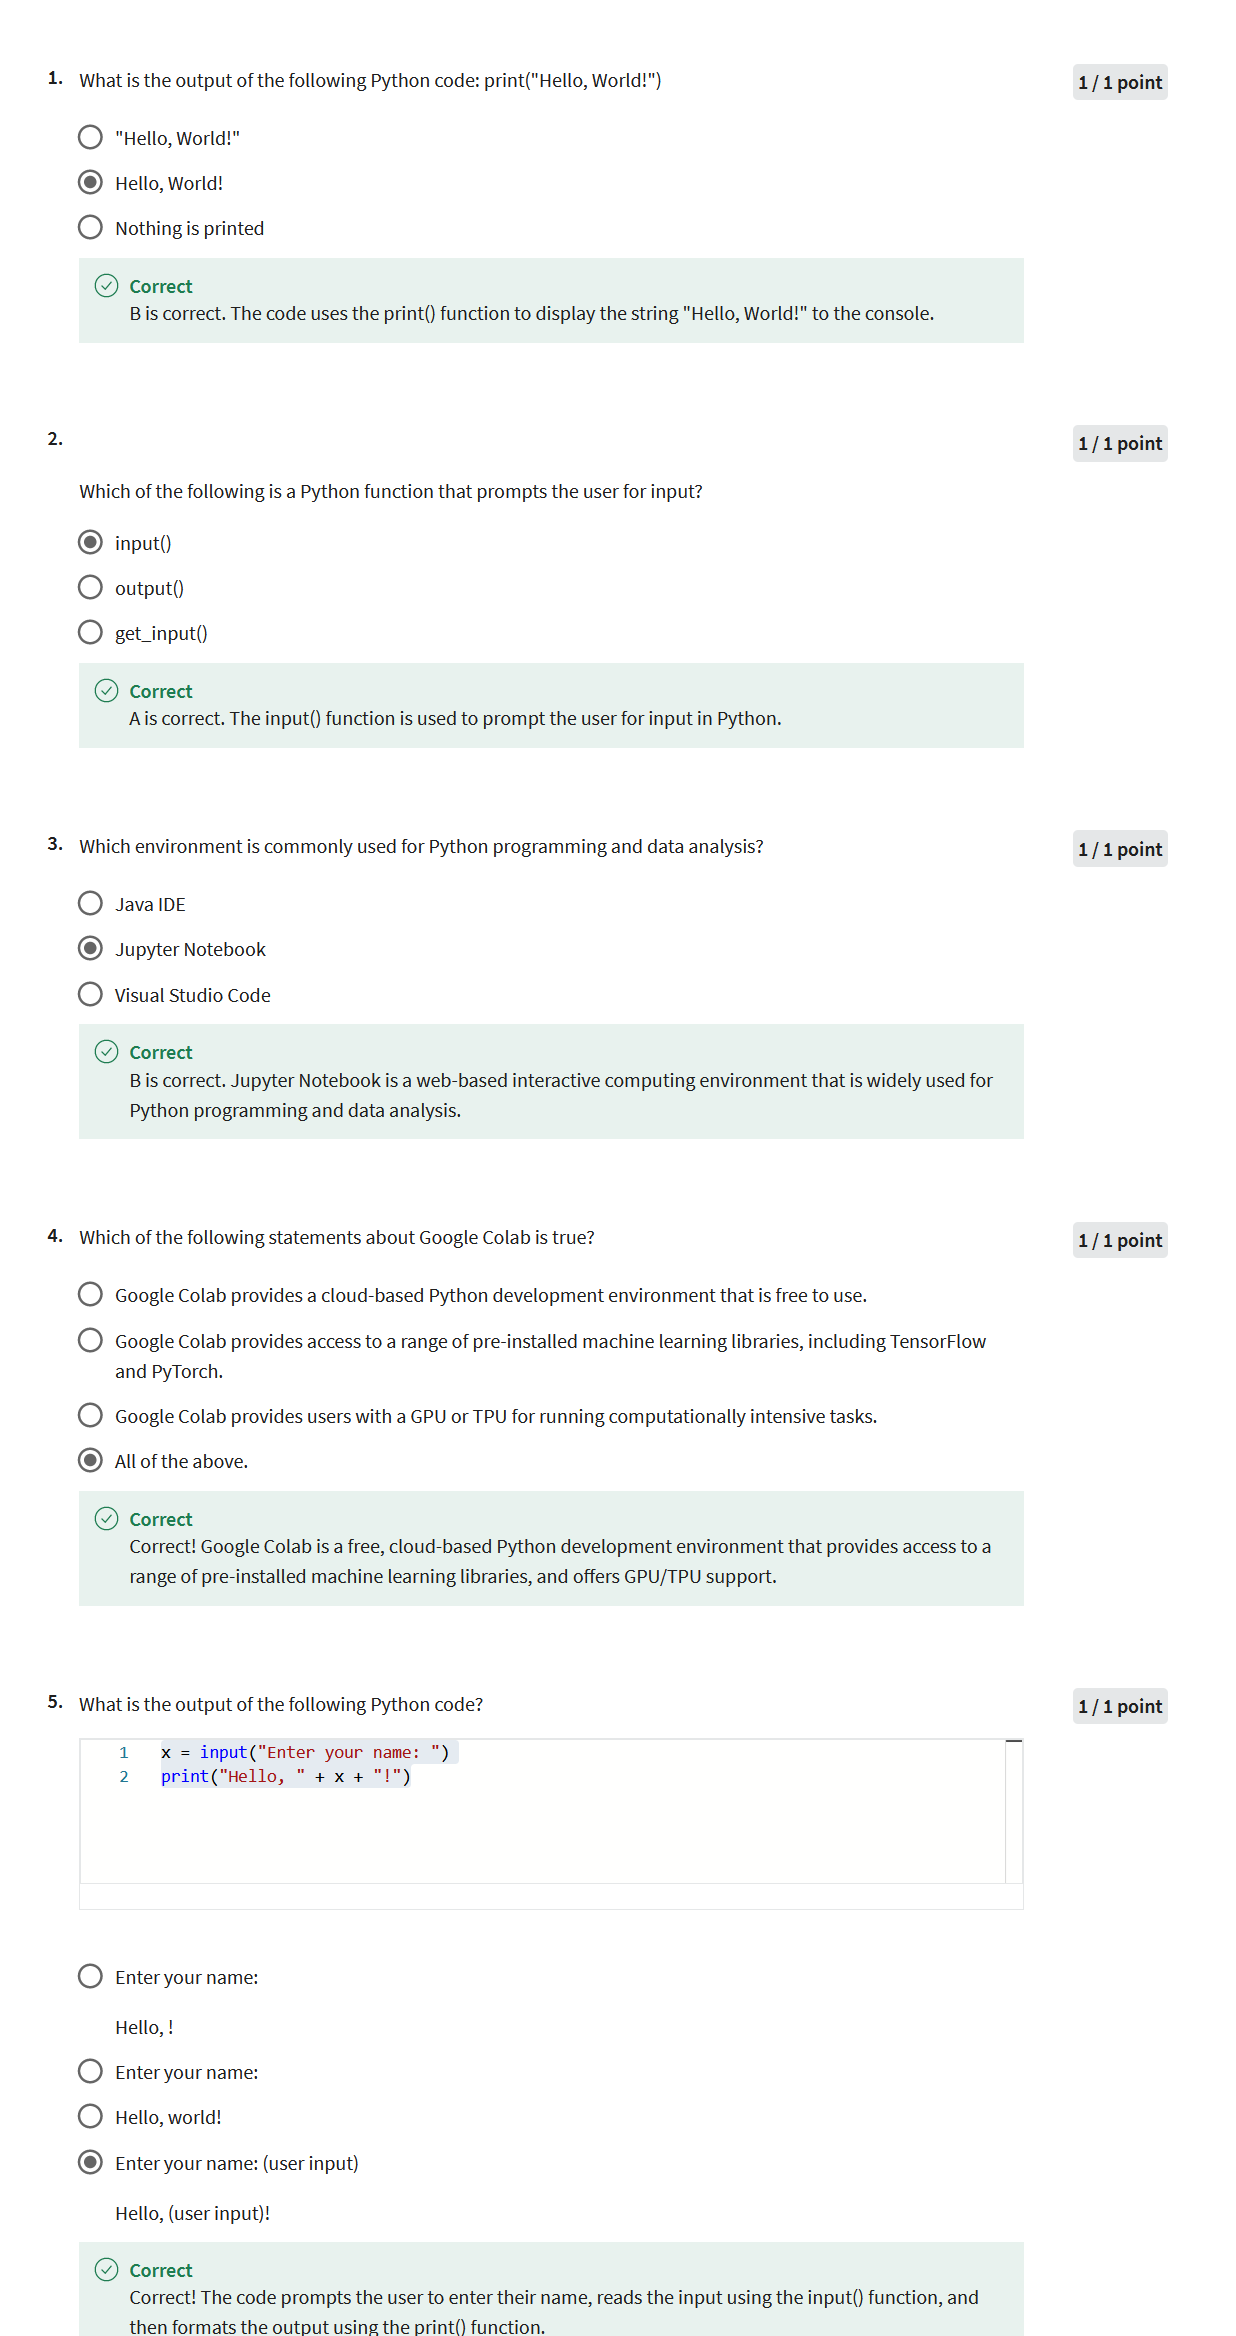 1. What is the output of the following Python code: print("Hello, World!") 1 / 1 point
"Hello, World!"
Hello, World!
Nothing is printed
Correct
B is correct. The code uses the print() function to display the string "Hello, World!" to the console.
2. 1 / 1 point
Which of the following is a Python function that prompts the user for input?
input()
output()
get_input()
Correct
A is correct. The input() function is used to prompt the user for input in Python.
3. Which environment is commonly used for Python programming and data analysis? 1 / 1 point
Java IDE
Jupyter Notebook
Visual Studio Code
Correct
B is correct. Jupyter Notebook is a web-based interactive computing environment that is widely used for
Python programming and data analysis.
4. Which of the following statements about Google Colab is true? 1 / 1 point
Google Colab provides a cloud-based Python development environment that is free to use.
Google Colab provides access to a range of pre-installed machine learning libraries, including TensorFlow
and PyTorch.
Google Colab provides users with a GPU or TPU for running computationally intensive tasks.
All of the above.
Correct
Correct! Google Colab is a free, cloud-based Python development environment that provides access to a
range of pre-installed machine learning libraries, and offers GPU/TPU support.
5. What is the output of the following Python code? 1 / 1 point
1 x = input("Enter your name: ")
2 print("Hello, " + x + "!")
Enter your name:
Hello, !
Enter your name:
Hello, world!
Enter your name: (user input)
Hello, (user input)!
Correct
Correct! The code prompts the user to enter their name, reads the input using the input() function, and
then formats the output using the print() function.